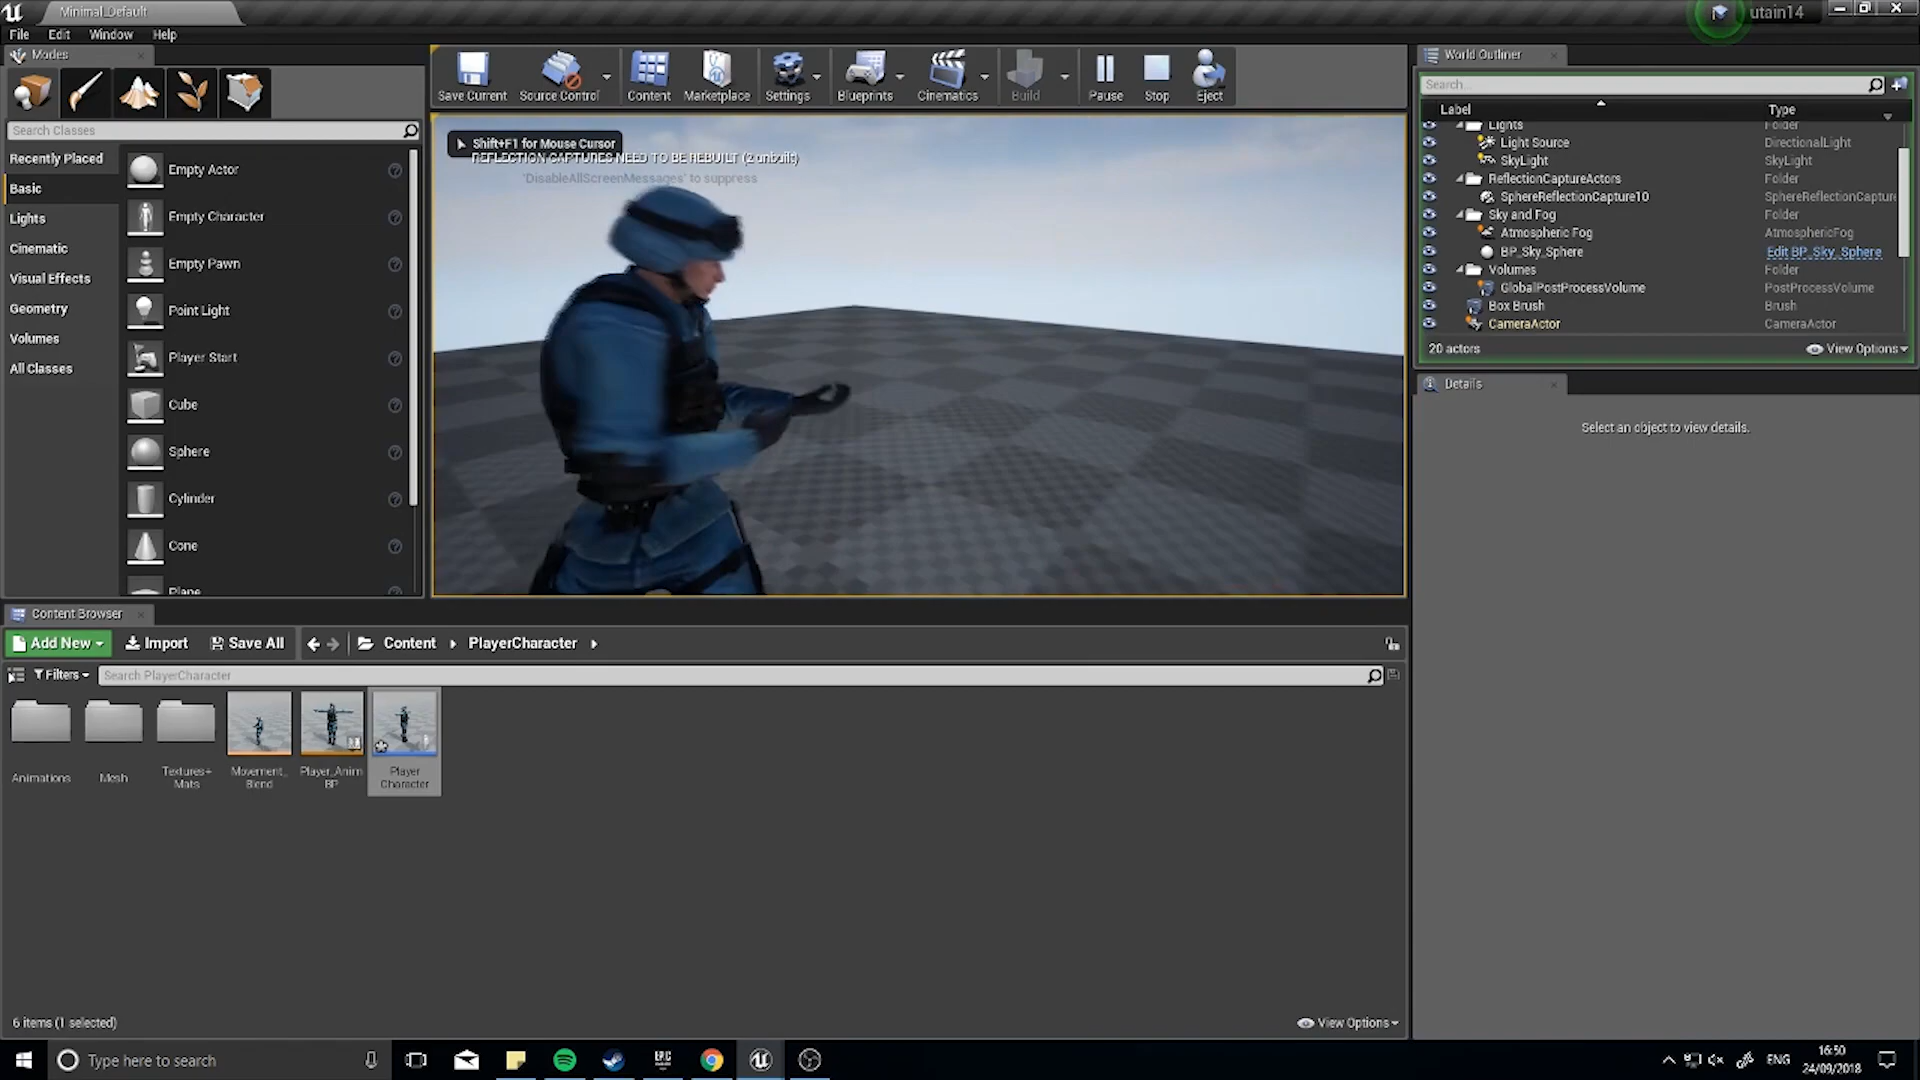 Minimal_Default
utain14
File Edit Window Help
Modes
Search Classes
Recently Placed
Basic
Lights
Cinematic
Visual Effects
Geometry
Volumes
All Classes
Empty Actor
Empty Character
Empty Pawn
Point Light
Player Start
Cube
Sphere
Cylinder
Cone
Plane
Save Current Source Control Content Marketplace Settings Blueprints Cinematics Build Pause Stop Eject
Shift+F1 for Mouse Cursor
REFLECTION CAPTURES NEED TO BE REBUILT (2 unbuilt)
'DisableAllScreenMessages' to suppress
World Outliner
Search...
Label Type
Lights Folder
Light Source DirectionalLight
SkyLight SkyLight
ReflectionCaptureActors Folder
SphereReflectionCapture10 SphereReflectionCapture
Sky and Fog Folder
Atmospheric Fog AtmosphericFog
BP_Sky_Sphere Edit BP_Sky_Sphere
Volumes Folder
GlobalPostProcessVolume PostProcessVolume
Box Brush Brush
CameraActor CameraActor
20 actors View Options
Details
Select an object to view details.
Content Browser
Add New Import Save All Content PlayerCharacter
Filters Search PlayerCharacter
Animations
Mesh
Textures+
Mats
Movement_
Blend
Player_Anim
BP
Player
Character
6 items (1 selected) View Options
Type here to search
EPIC
ENG
16:50
24/09/2018